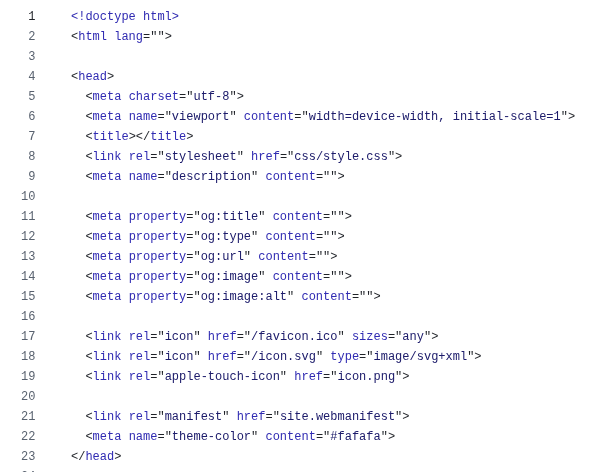 1 <!doctype html>
2 <html lang="">
3
4 <head>
5   <meta charset="utf-8">
6   <meta name="viewport" content="width=device-width, initial-scale=1">
7   <title></title>
8   <link rel="stylesheet" href="css/style.css">
9   <meta name="description" content="">
10
11   <meta property="og:title" content="">
12   <meta property="og:type" content="">
13   <meta property="og:url" content="">
14   <meta property="og:image" content="">
15   <meta property="og:image:alt" content="">
16
17   <link rel="icon" href="/favicon.ico" sizes="any">
18   <link rel="icon" href="/icon.svg" type="image/svg+xml">
19   <link rel="apple-touch-icon" href="icon.png">
20
21   <link rel="manifest" href="site.webmanifest">
22   <meta name="theme-color" content="#fafafa">
23 </head>